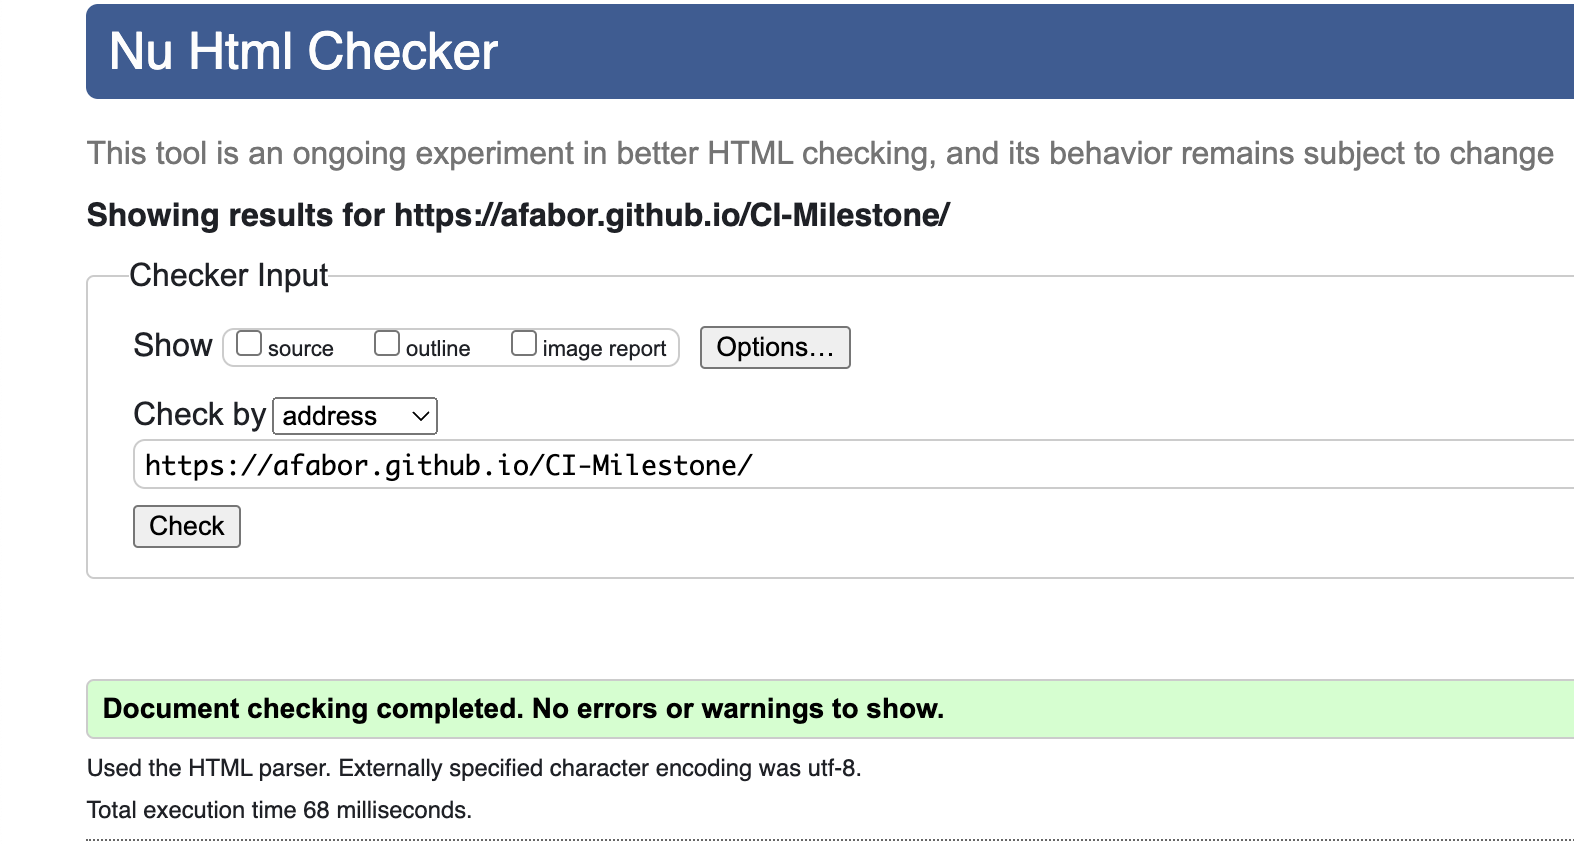 Nu Html Checker
This tool is an ongoing experiment in better HTML checking, and its behavior remains subject to change
Showing results for https://afabor.github.io/CI-Milestone/
Checker Input
Show source outline image report Options...
Check by address
https://afabor.github.io/CI-Milestone/
Check
Document checking completed. No errors or warnings to show.
Used the HTML parser. Externally specified character encoding was utf-8.
Total execution time 68 milliseconds.